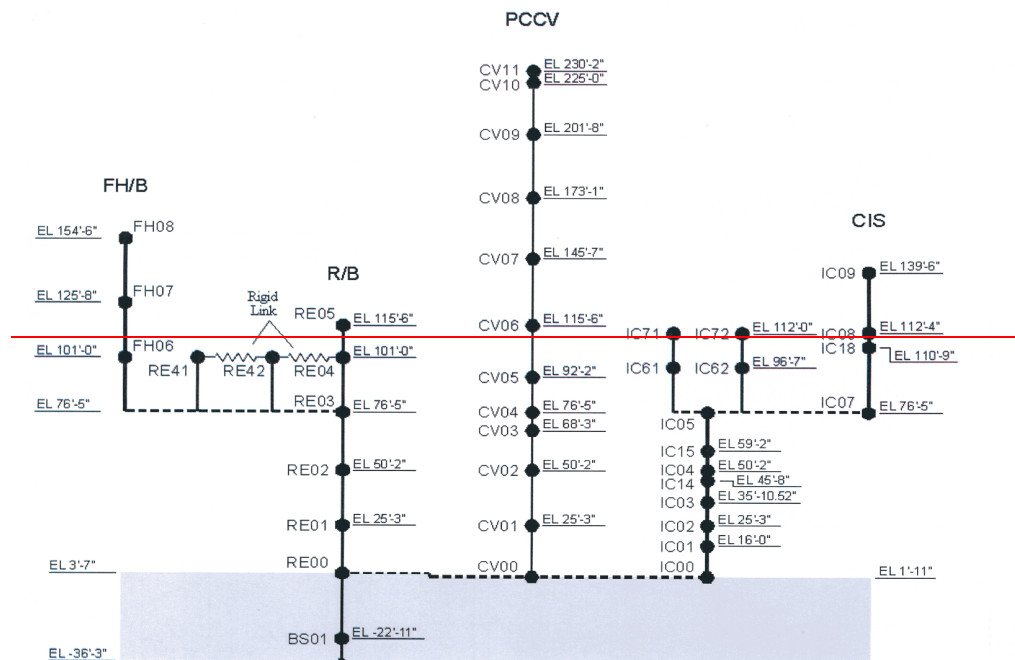 PCCV
CV11 EL 230'-2"
CV10 EL 225'-0"
CV09 EL 201'-8"
CV08 EL 173'-1"
CV07 EL 145'-7"
CV06 EL 115'-6"
CV05 EL 92'-2"
CV04 EL 76'-5"
CV03 EL 68'-3"
CV02 EL 50'-2"
CV01 EL 25'-3"
CV00
FH/B
EL 154'-6" FH08
EL 125'-8" FH07
EL 101'-0" FH06
EL 76'-5"
R/B
Rigid
Link
RE05 EL 115'-6"
RE41 RE42 RE04 EL 101'-0"
RE03 EL 76'-5"
RE02 EL 50'-2"
RE01 EL 25'-3"
EL 3'-7" RE00
BS01 EL -22'-11"
EL -36'-3"
CIS
IC09 EL 139'-6"
IC71 IC72 EL 112'-0" IC08 EL 112'-4"
IC18 EL 110'-9"
IC61 IC62 EL 96'-7"
IC07 EL 76'-5"
IC05
IC15 EL 59'-2"
IC04 EL 50'-2"
IC14 EL 45'-8"
IC03 EL 35'-10.52"
IC02 EL 25'-3"
IC01 EL 16'-0"
IC00 EL 1'-11"